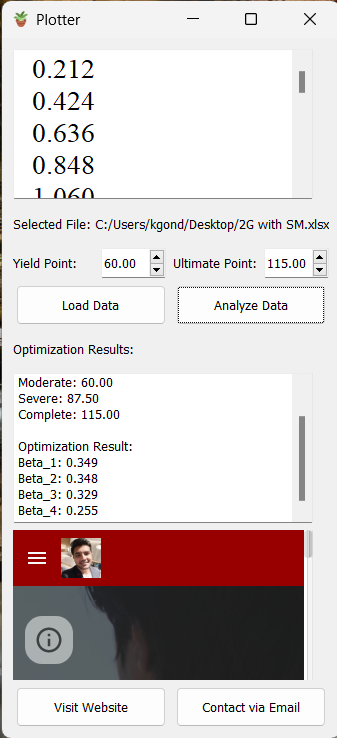 Plotter
0.212
0.424
0.636
0.848
1.060
Selected File: C:/Users/kgond/Desktop/2G with SM.xlsx
Yield Point: 60.00 Ultimate Point: 115.00
Load Data Analyze Data
Optimization Results:
Moderate: 60.00
Severe: 87.50
Complete: 115.00
Optimization Result:
Beta_1: 0.349
Beta_2: 0.348
Beta_3: 0.329
Beta_4: 0.255
Visit Website Contact via Email